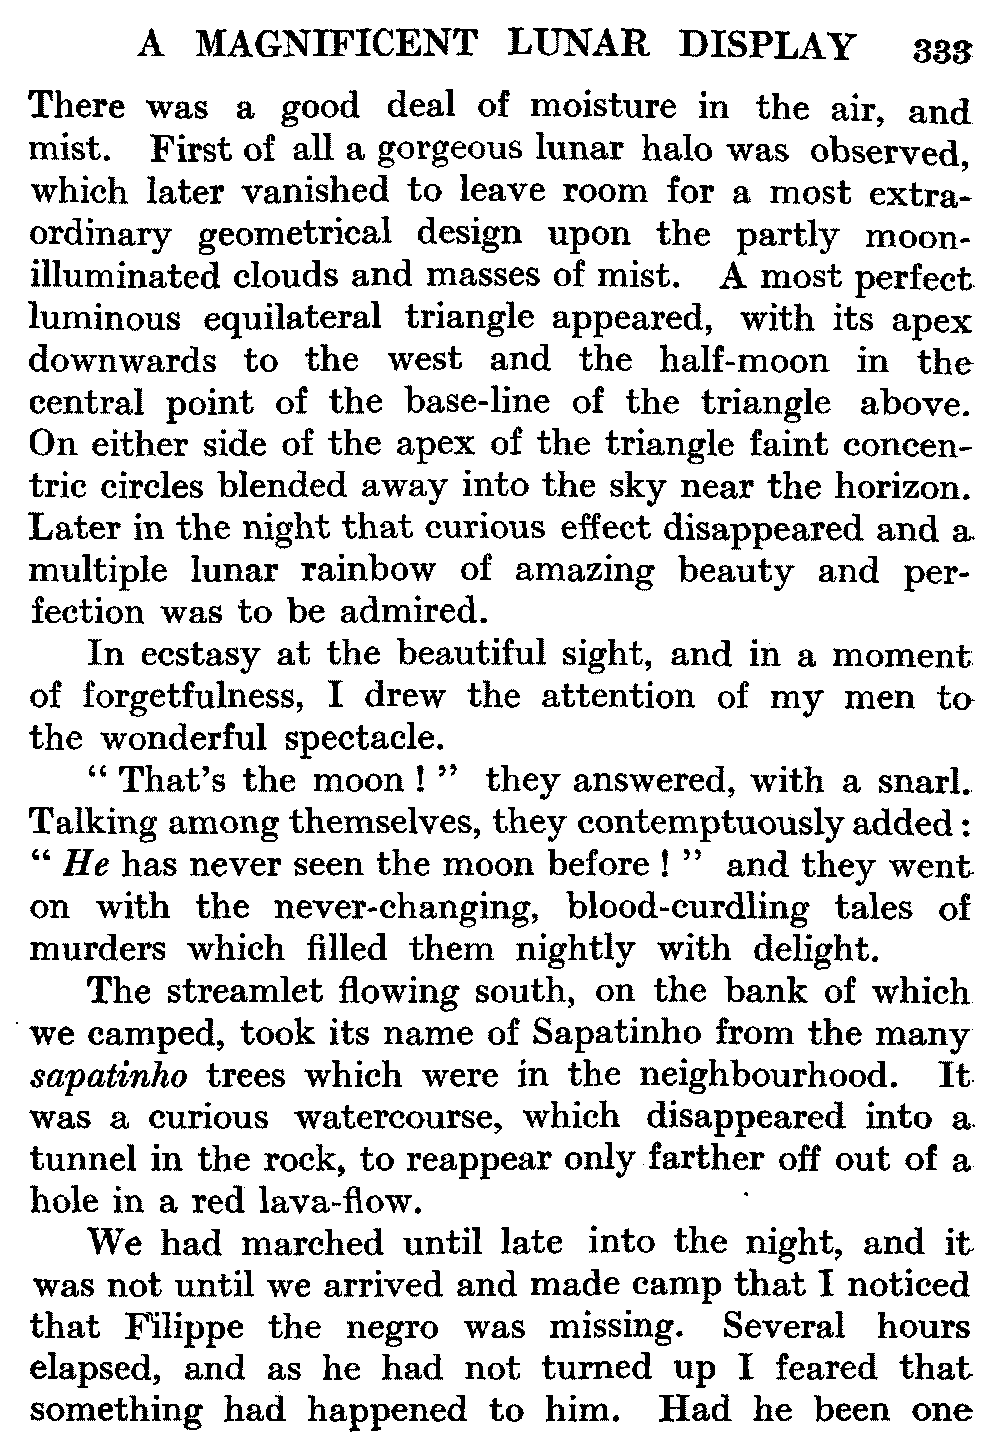 A MAGNIFICENT LUNAR DISPLAY 333
There was a good deal of moisture in the air, and
mist. First of all a gorgeous lunar halo was observed,
which later vanished to leave room for a most extra-
ordinary geometrical design upon the partly moon-
illuminated clouds and masses of mist. A most perfect
luminous equilateral triangle appeared, with its apex
downwards to the west and the half-moon in the
central point of the base-line of the triangle above.
On either side of the apex of the triangle faint concen-
tric circles blended away into the sky near the horizon.
Later in the night that curious effect disappeared and a
multiple lunar rainbow of amazing beauty and per-
fection was to be admired.
In ecstasy at the beautiful sight, and in a moment
of forgetfulness, I drew the attention of my men to
the wonderful spectacle.
“ That’s the moon ! ” they answered, with a snarl.
Talking among themselves, they contemptuously added :
“ He has never seen the moon before ! ” and they went
on with the never-changing, blood-curdling tales of
murders which filled them nightly with delight.
The streamlet flowing south, on the bank of which
we camped, took its name of Sapatinho from the many
sapatinho trees which were in the neighbourhood. It
was a curious watercourse, which disappeared into a
tunnel in the rock, to reappear only farther off out of a
hole in a red lava-flow.
We had marched until late into the night, and it
was not until we arrived and made camp that I noticed
that Filippe the negro was missing. Several hours
elapsed, and as he had not turned up I feared that
something had happened to him. Had he been one